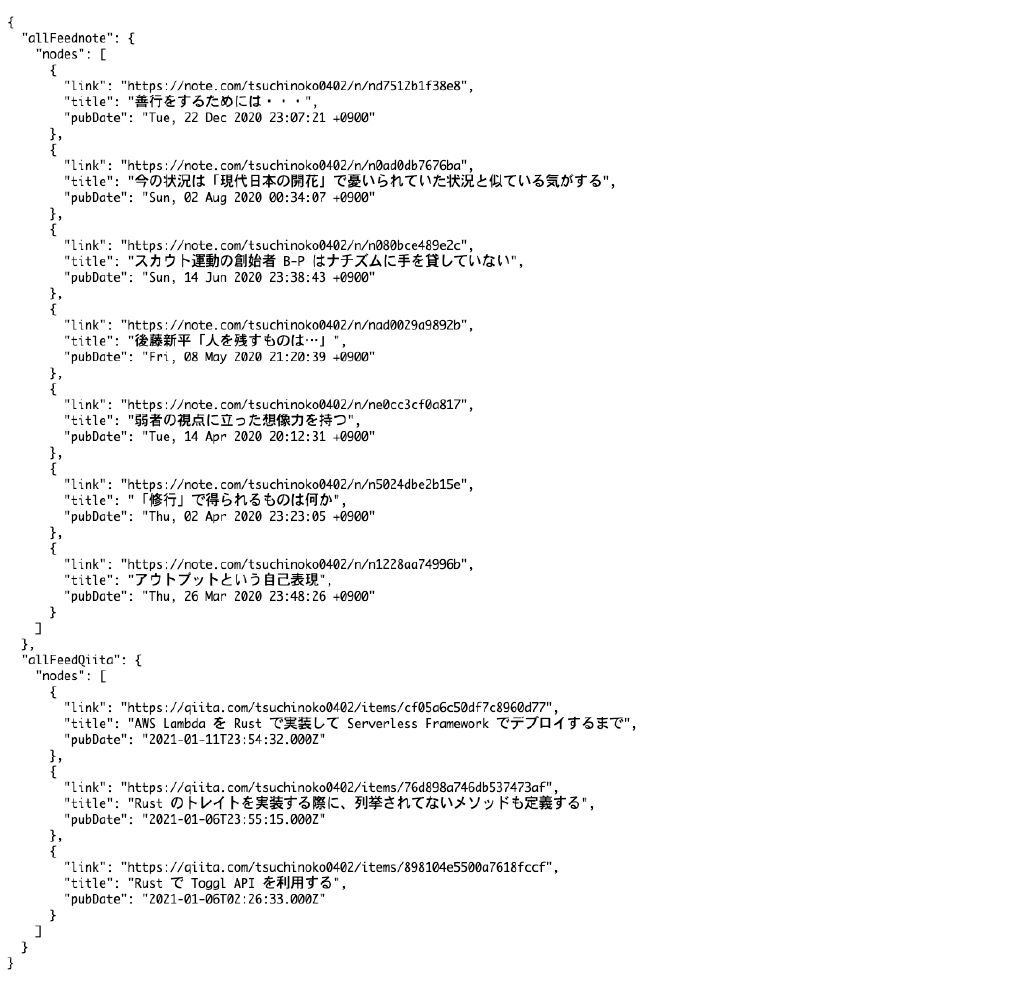 {
  "allFeednote": {
    "nodes": [
      {
        "link": "https://note.com/tsuchinoko0402/n/nd7512b1f38e8",
        "title": "善行をするためには・・・",
        "pubDate": "Tue, 22 Dec 2020 23:07:21 +0900"
      },
      {
        "link": "https://note.com/tsuchinoko0402/n/n0ad0db7676ba",
        "title": "今の状況は「現代日本の開花」で憂いられていた状況と似ている気がする",
        "pubDate": "Sun, 02 Aug 2020 00:34:07 +0900"
      },
      {
        "link": "https://note.com/tsuchinoko0402/n/n080bce489e2c",
        "title": "スカウト運動の創始者 B-P はナチズムに手を貸していない",
        "pubDate": "Sun, 14 Jun 2020 23:38:43 +0900"
      },
      {
        "link": "https://note.com/tsuchinoko0402/n/nad0029a9892b",
        "title": "後藤新平「人を残すものは…」",
        "pubDate": "Fri, 08 May 2020 21:20:39 +0900"
      },
      {
        "link": "https://note.com/tsuchinoko0402/n/ne0cc3cf0a817",
        "title": "弱者の視点に立った想像力を持つ",
        "pubDate": "Tue, 14 Apr 2020 20:12:31 +0900"
      },
      {
        "link": "https://note.com/tsuchinoko0402/n/n5024dbe2b15e",
        "title": "「修行」で得られるものは何か",
        "pubDate": "Thu, 02 Apr 2020 23:23:05 +0900"
      },
      {
        "link": "https://note.com/tsuchinoko0402/n/n1228aa74996b",
        "title": "アウトプットという自己表現",
        "pubDate": "Thu, 26 Mar 2020 23:48:26 +0900"
      }
    ]
  },
  "allFeedQiita": {
    "nodes": [
      {
        "link": "https://qiita.com/tsuchinoko0402/items/cf05a6c50df7c8960d77",
        "title": "AWS Lambda を Rust で実装して Serverless Framework でデプロイするまで",
        "pubDate": "2021-01-11T23:54:32.000Z"
      },
      {
        "link": "https://qiita.com/tsuchinoko0402/items/76d898a746db537473af",
        "title": "Rust のトレイトを実装する際に、列挙されてないメソッドも定義する",
        "pubDate": "2021-01-06T23:55:15.000Z"
      },
      {
        "link": "https://qiita.com/tsuchinoko0402/items/898104e5500a7618fccf",
        "title": "Rust で Toggl API を利用する",
        "pubDate": "2021-01-06T02:26:33.000Z"
      }
    ]
  }
}